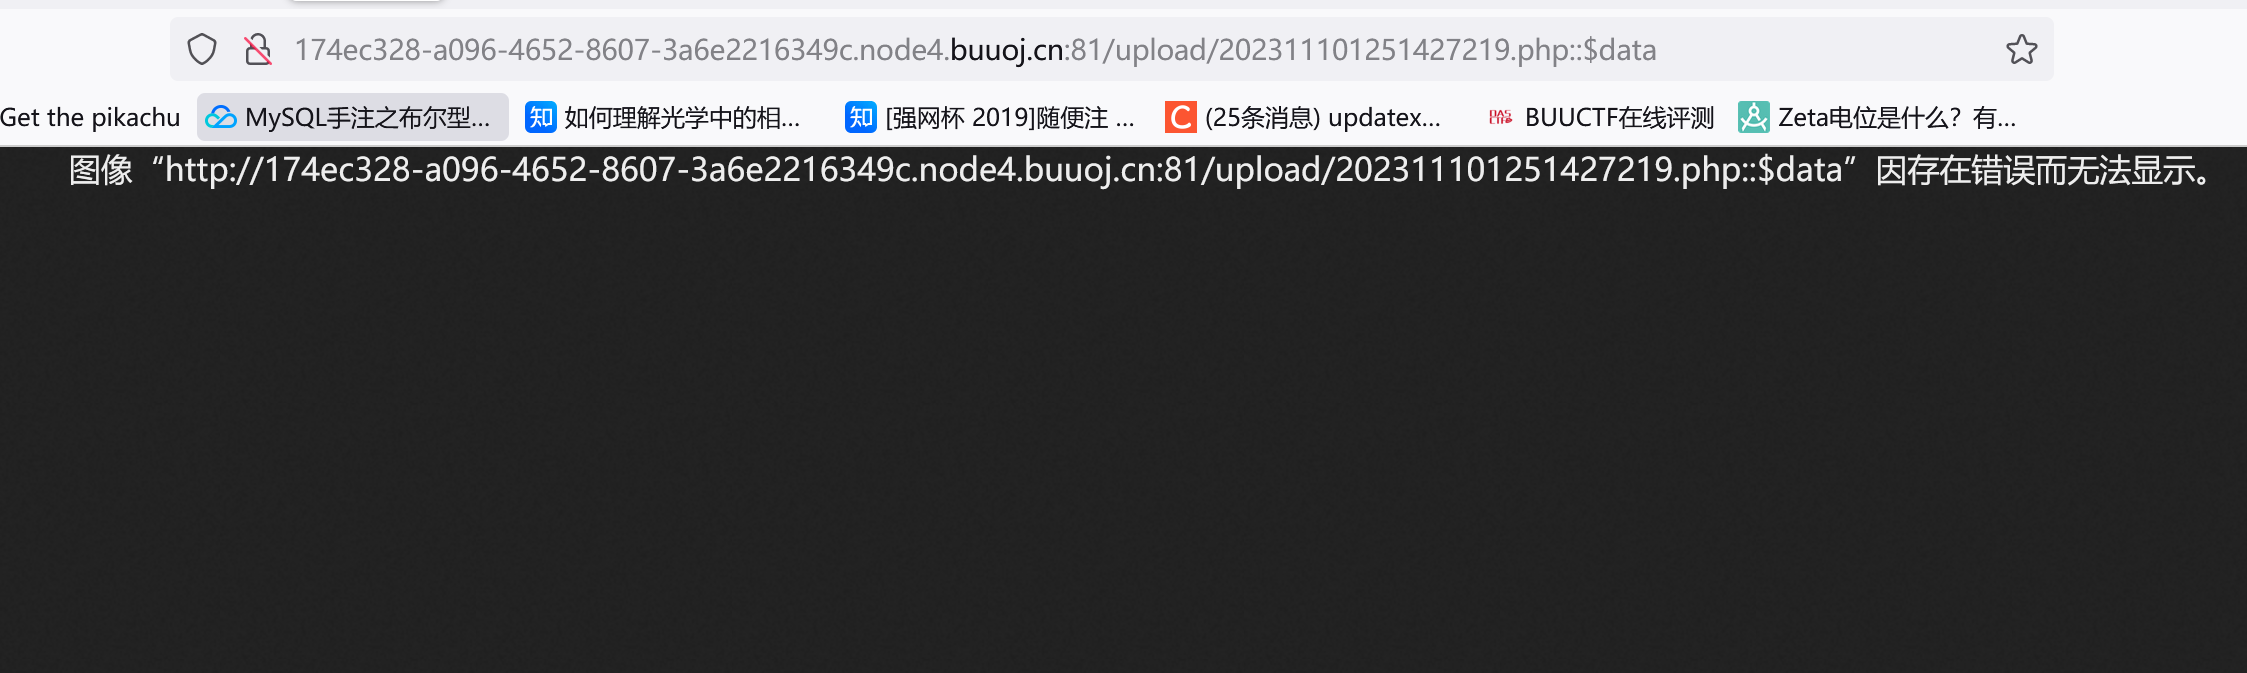 174ec328-a096-4652-8607-3a6e2216349c.node4.buuoj.cn:81/upload/202311101251427219.php::$data
Get the pikachu MySQL手注之布尔型... 知 如何理解光学中的相... 知 [强网杯 2019]随便注 ... C (25条消息) updatex... BUUCTF在线评测 Zeta电位是什么？有...
图像“http://174ec328-a096-4652-8607-3a6e2216349c.node4.buuoj.cn:81/upload/202311101251427219.php::$data”因存在错误而无法显示。